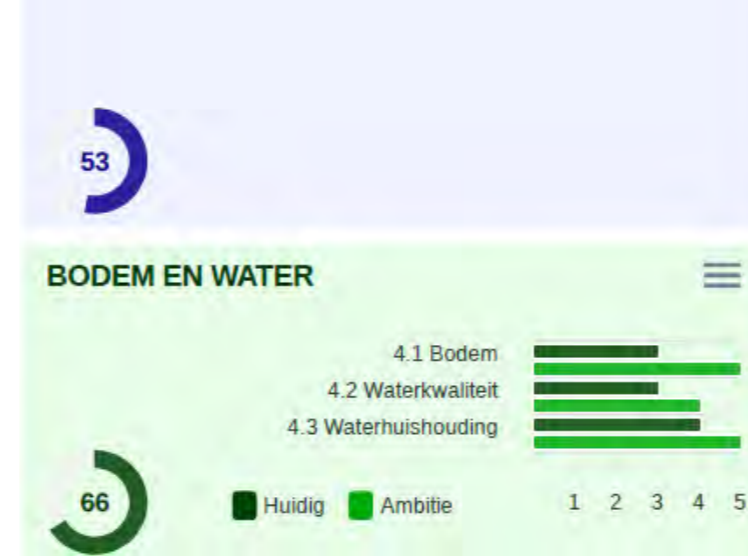 53
BODEM EN WATER
4.1 Bodem
4.2 Waterkwaliteit
4.3 Waterhuishouding
66
Huidig Ambitie
1 2 3 4 5